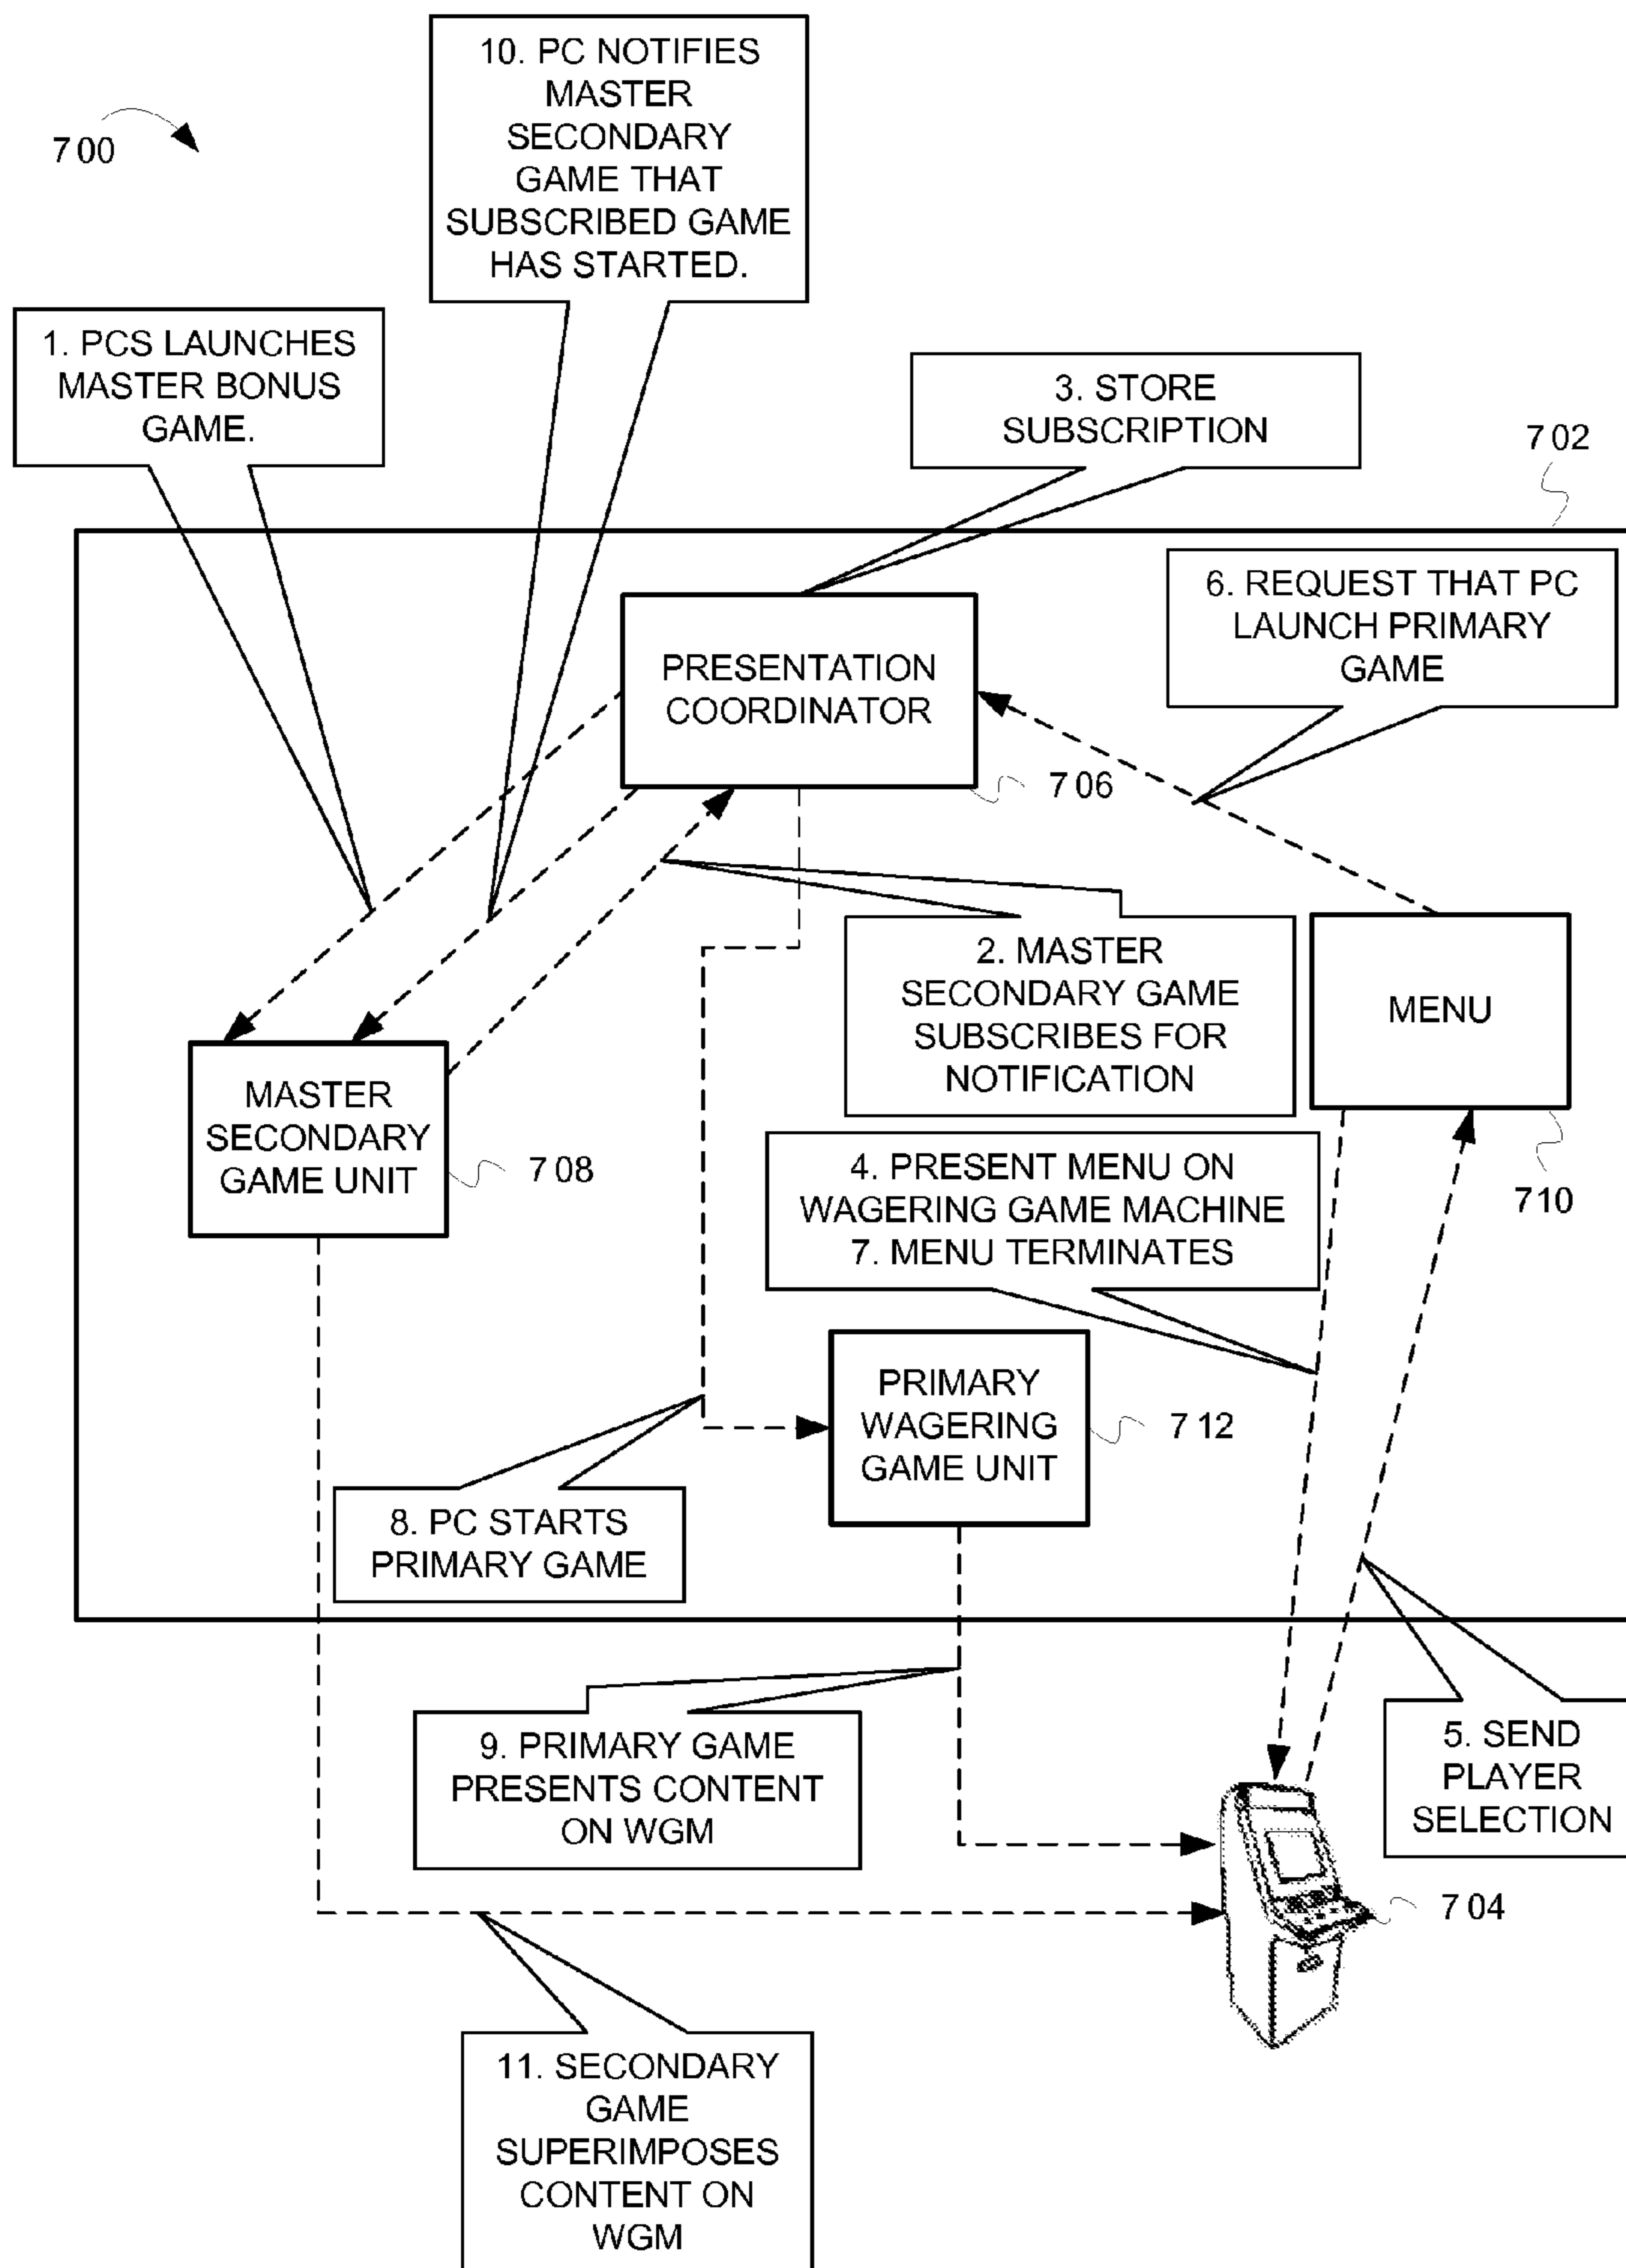 10. PC NOTIFIES
MASTER
SECONDARY
GAME THAT
SUBSCRIBED GAME
HAS STARTED.
700
1. PCS LAUNCHES
MASTER BONUS
GAME.
3. STORE
SUBSCRIPTION
702
6. REQUEST THAT PC
LAUNCH PRIMARY
GAME
PRESENTATION
COORDINATOR
706
2. MASTER
SECONDARY GAME
SUBSCRIBES FOR
NOTIFICATION
MENU
710
MASTER
SECONDARY
GAME UNIT
708
4. PRESENT MENU ON
WAGERING GAME MACHINE
7. MENU TERMINATES
PRIMARY
WAGERING
GAME UNIT
712
8. PC STARTS
PRIMARY GAME
9. PRIMARY GAME
PRESENTS CONTENT
ON WGM
5. SEND
PLAYER
SELECTION
704
11. SECONDARY
GAME
SUPERIMPOSES
CONTENT ON
WGM